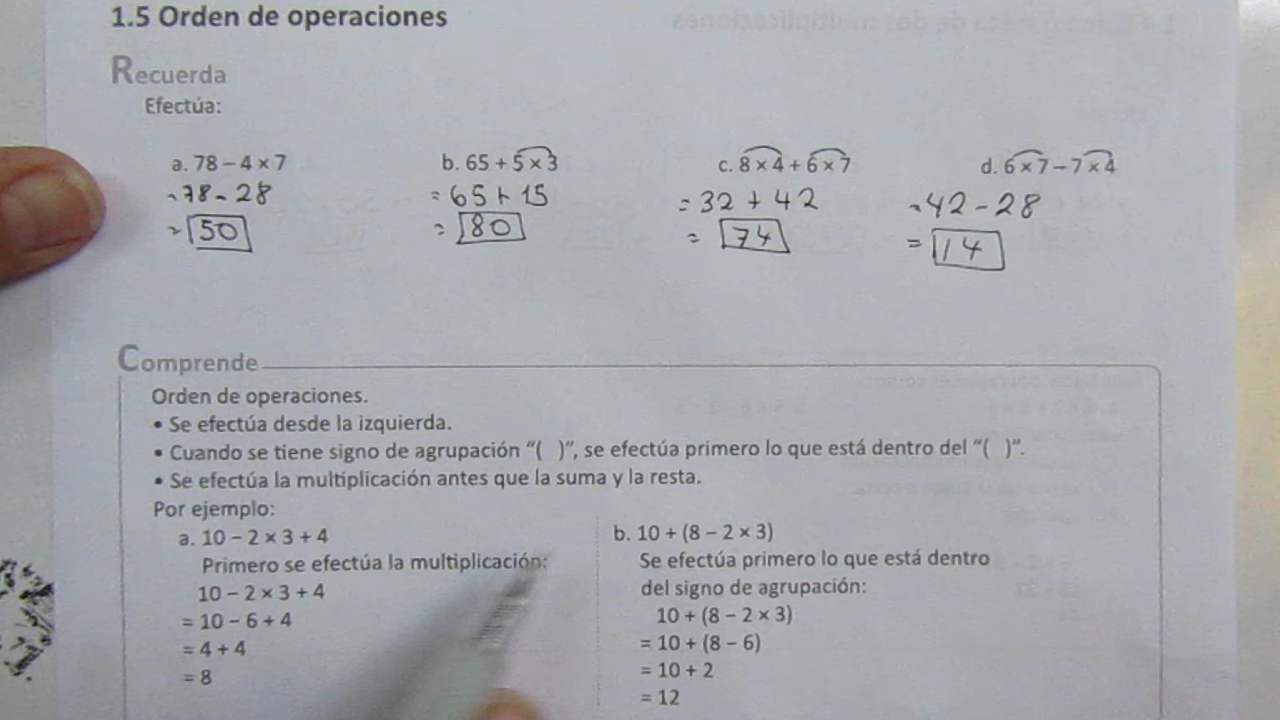 1.5 Orden de operaciones
Recuerda
Efectúa:
a. 78 – 4 × 7
= 78 - 28
= 50
b. 65 + 5 × 3
= 65 + 15
= 80
c. 8 × 4 + 6 × 7
= 32 + 42
= 74
d. 6 × 7 – 7 × 4
= 42 - 28
= 14
Comprende
Orden de operaciones.
• Se efectúa desde la izquierda.
• Cuando se tiene signo de agrupación “( )”, se efectúa primero lo que está dentro del “( )”.
• Se efectúa la multiplicación antes que la suma y la resta.
Por ejemplo:
a. 10 – 2 × 3 + 4
Primero se efectúa la multiplicación:
10 – 2 × 3 + 4
= 10 – 6 + 4
= 4 + 4
= 8
b. 10 + (8 – 2 × 3)
Se efectúa primero lo que está dentro
del signo de agrupación:
10 + (8 – 2 × 3)
= 10 + (8 – 6)
= 10 + 2
= 12